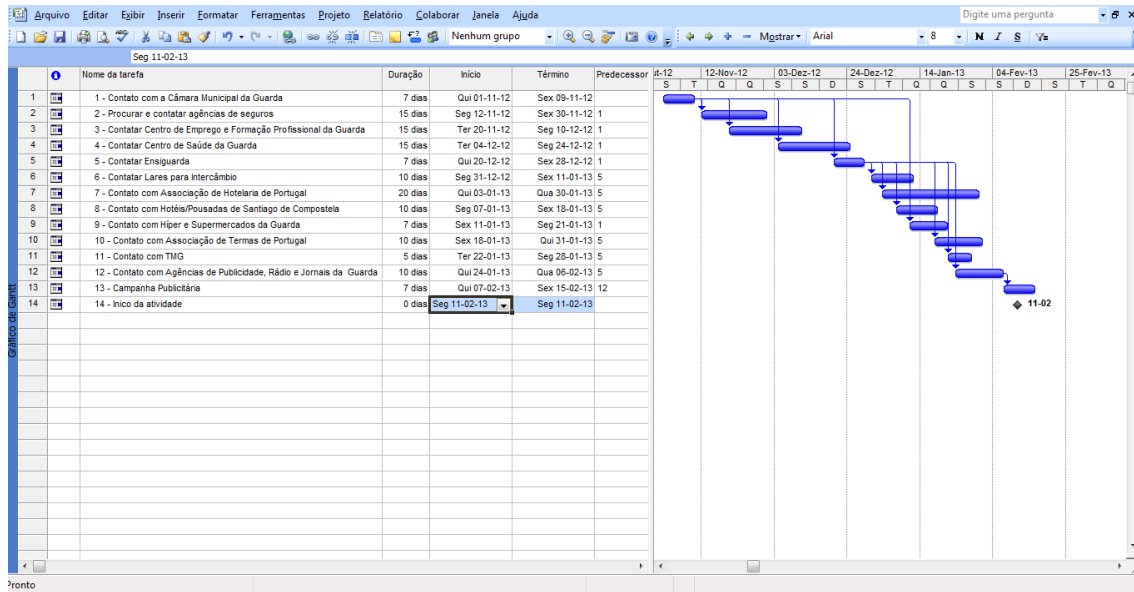 Arquivo Editar Exibir Inserir Formatar Ferramentas Projeto Relatório Colaborar Janela Ajuda Digite uma pergunta
Nenhum grupo Mostrar Arial 8 N I S
Seg 11-02-13
Nome da tarefa Duração Início Término Predecessor ut-12 12-Nov-12 03-Dez-12 24-Dez-12 14-Jan-13 04-Fev-13 25-Fev-13
S T Q Q S S D S T Q Q S S D S T Q
1 1 - Contato com a Câmara Municipal da Guarda 7 dias Qui 01-11-12 Sex 09-11-12
2 2 - Procurar e contatar agências de seguros 15 dias Seg 12-11-12 Sex 30-11-12 1
3 3 - Contatar Centro de Emprego e Formação Profissional da Guarda 15 dias Ter 20-11-12 Seg 10-12-12 1
4 4 - Contatar Centro de Saúde da Guarda 15 dias Ter 04-12-12 Seg 24-12-12 1
5 5 - Contatar Ensiguarda 7 dias Qui 20-12-12 Sex 28-12-12 1
6 6 - Contatar Lares para Intercâmbio 10 dias Seg 31-12-12 Sex 11-01-13 5
7 7 - Contato com Associação de Hotelaria de Portugal 20 dias Qui 03-01-13 Qua 30-01-13 5
8 8 - Contato com Hotéis/Pousadas de Santiago de Compostela 10 dias Seg 07-01-13 Sex 18-01-13 5
9 9 - Contato com Híper e Supermercados da Guarda 7 dias Sex 11-01-13 Seg 21-01-13 1
10 10 - Contato com Associação de Termas de Portugal 10 dias Sex 18-01-13 Qui 31-01-13 5
11 11 - Contato com TMG 5 dias Ter 22-01-13 Seg 28-01-13 5
12 12 - Contato com Agências de Publicidade, Rádio e Jornais da Guarda 10 dias Qui 24-01-13 Qua 06-02-13 5
13 13 - Campanha Publicitária 7 dias Qui 07-02-13 Sex 15-02-13 12
14 14 - Inico da atividade 0 dias Seg 11-02-13 Seg 11-02-13 11-02
Gráfico de Gantt
Pronto